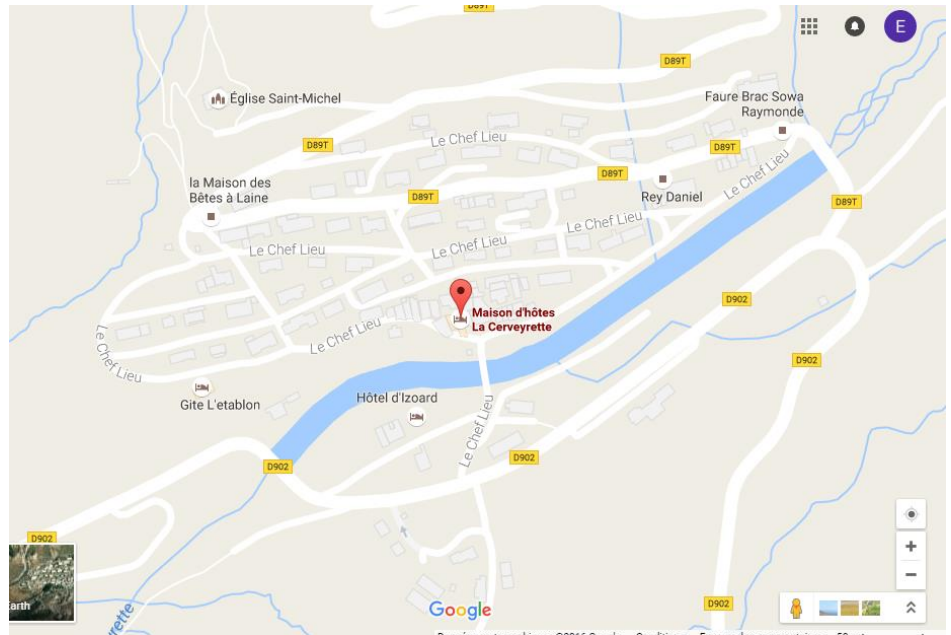 D89T
E
D89T
Église Saint-Michel
Faure Brac Sowa
Raymonde
Le Chef Lieu
D89T
D89T
D89T
la Maison des
Bêtes à Laine
Rey Daniel
Le Chef Lieu
D89T
D89T
Le Chef Lieu
Le Chef Lieu
Le Chef Lieu
D902
Maison d'hôtes
La Cerveyrette
Le Chef Lieu
Le Chef Lieu
D902
Gite L'etablon
Hôtel d'Izoard
Le Chef Lieu
D902
D902
D902
arth
D902
Google